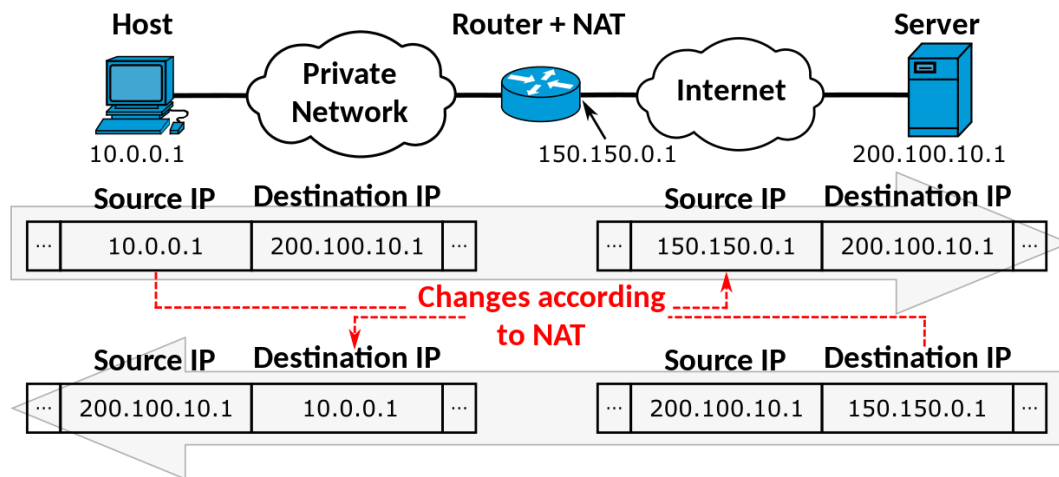 Host
Router + NAT
Server
Private
Network
Internet
10.0.0.1
150.150.0.1
200.100.10.1
Source IP Destination IP
Source IP Destination IP
... 10.0.0.1 200.100.10.1 ...
... 150.150.0.1 200.100.10.1 ...
Changes according
to NAT
Source IP Destination IP
Source IP Destination IP
... 200.100.10.1 10.0.0.1 ...
... 200.100.10.1 150.150.0.1 ...